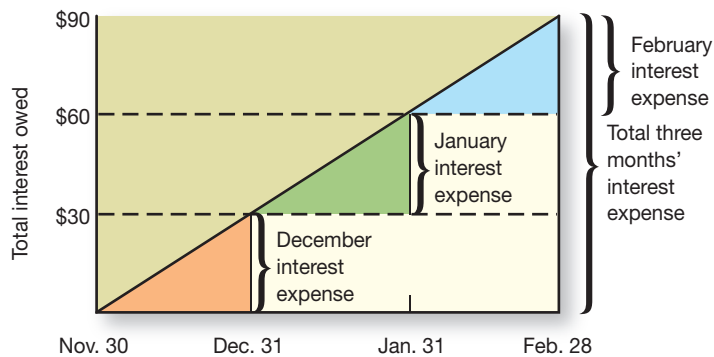 $90
$60
$30
Total interest owed
February
interest
expense
Total three
months’
interest
expense
January
interest
expense
December
interest
expense
Nov. 30
Dec. 31
Jan. 31
Feb. 28